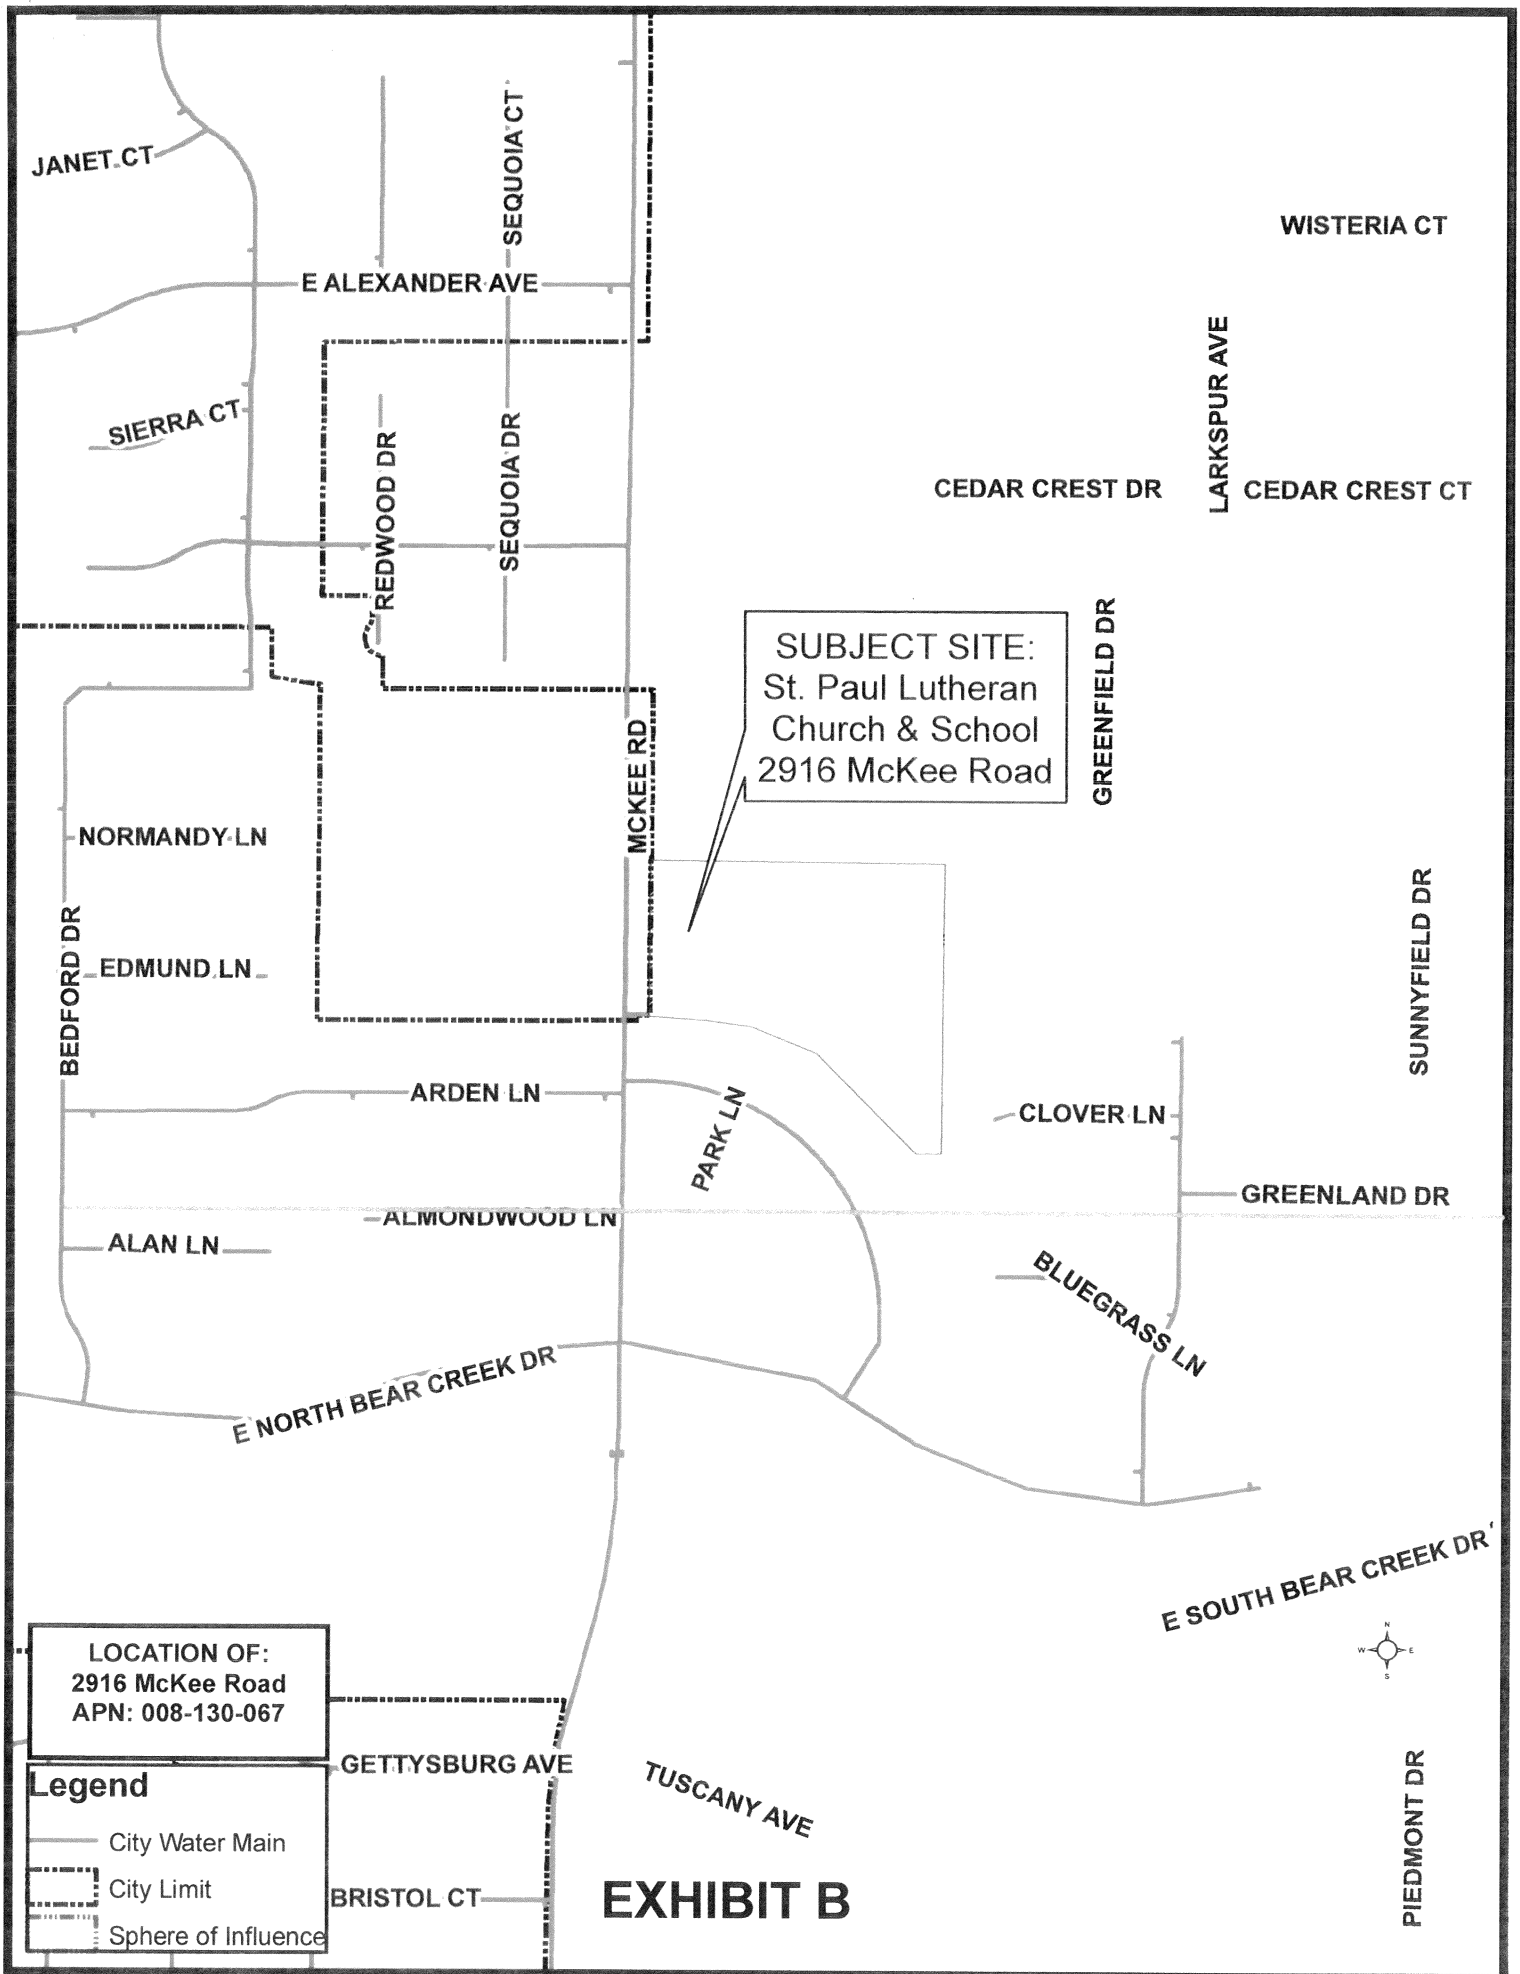 JANET CT
SEQUOIA CT
WISTERIA CT
E ALEXANDER AVE
LARKSPUR AVE
SIERRA CT
REDWOOD DR
SEQUOIA DR
CEDAR CREST DR
CEDAR CREST CT
SUBJECT SITE:
St. Paul Lutheran
Church & School
2916 McKee Road
GREENFIELD DR
MCKEE RD
NORMANDY LN
BEDFORD DR
EDMUND LN
SUNNYFIELD DR
ARDEN LN
PARK LN
CLOVER LN
GREENLAND DR
ALMONDWOOD LN
ALAN LN
BLUEGRASS LN
E NORTH BEAR CREEK DR
E SOUTH BEAR CREEK DR
N
W
E
S
LOCATION OF:
2916 McKee Road
APN: 008-130-067
GETTYSBURG AVE
TUSCANY AVE
PIEDMONT DR
Legend
City Water Main
City Limit
Sphere of Influence
BRISTOL CT
EXHIBIT B